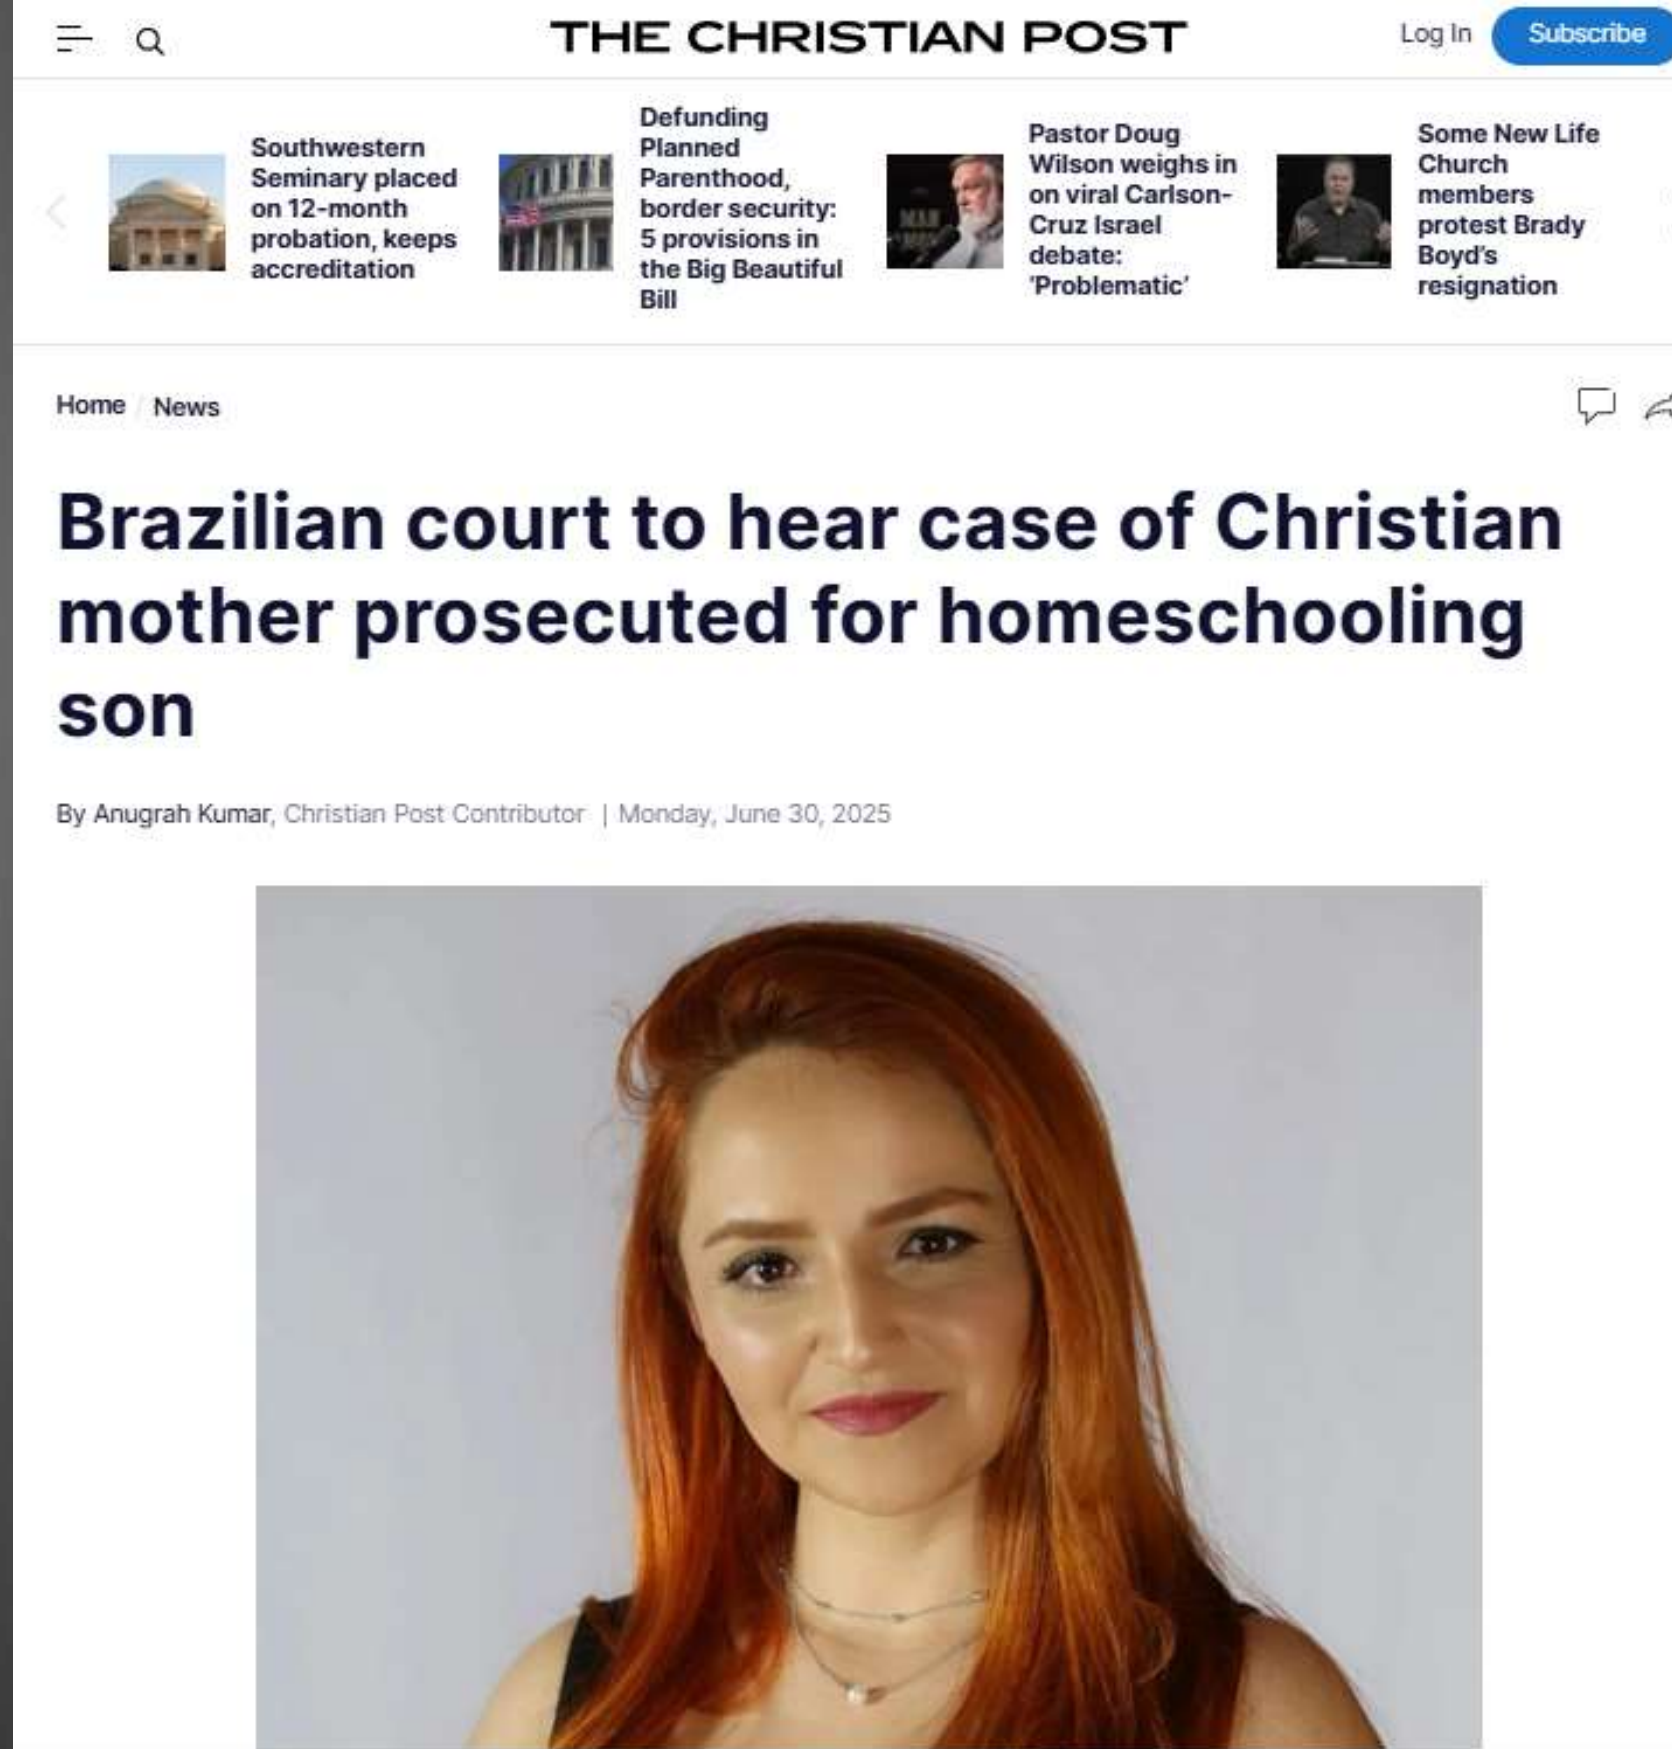 THE CHRISTIAN POST
Log In
Subscribe
Southwestern
Seminary placed
on 12-month
probation, keeps
accreditation
Defunding
Planned
Parenthood,
border security:
5 provisions in
the Big Beautiful
Bill
Pastor Doug
Wilson weighs in
on viral Carlson-
Cruz Israel
debate:
'Problematic'
Some New Life
Church
members
protest Brady
Boyd's
resignation
Home / News
Brazilian court to hear case of Christian
mother prosecuted for homeschooling
son
By Anugrah Kumar, Christian Post Contributor | Monday, June 30, 2025